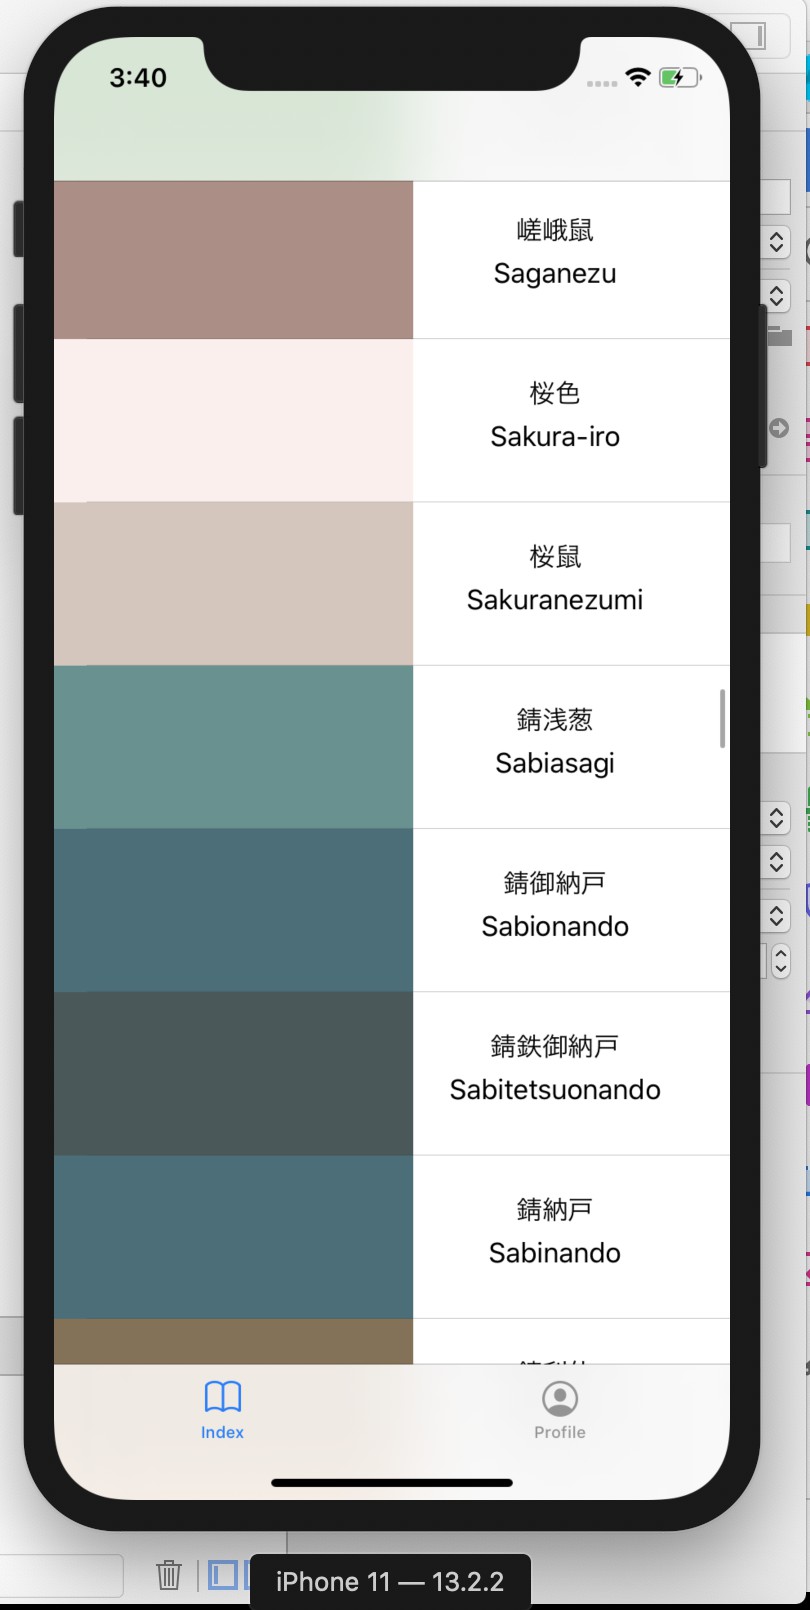 3:40
嵯峨鼠
Saganezu
桜色
Sakura-iro
桜鼠
Sakuranezumi
錆浅葱
Sabiasagi
錆御納戸
Sabionando
錆鉄御納戸
Sabitetsuonando
錆納戸
Sabinando
Index
Profile
iPhone 11 — 13.2.2